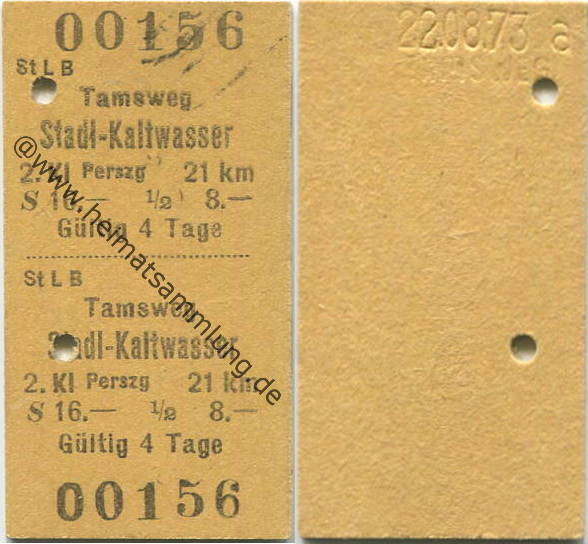 00156
St L B
Tamsweg
Stadl-Kaltwasser
2. Kl Perszg 21 km
S 16.— 1/2 8.—
Gültig 4 Tage
St L B
Tamsweg
Stadl-Kaltwasser
2. Kl Perszg 21 km
S 16.— 1/2 8.—
Gültig 4 Tage
00156
@www.heimatsammlung.de
22.08.73 a
TAMSWEG